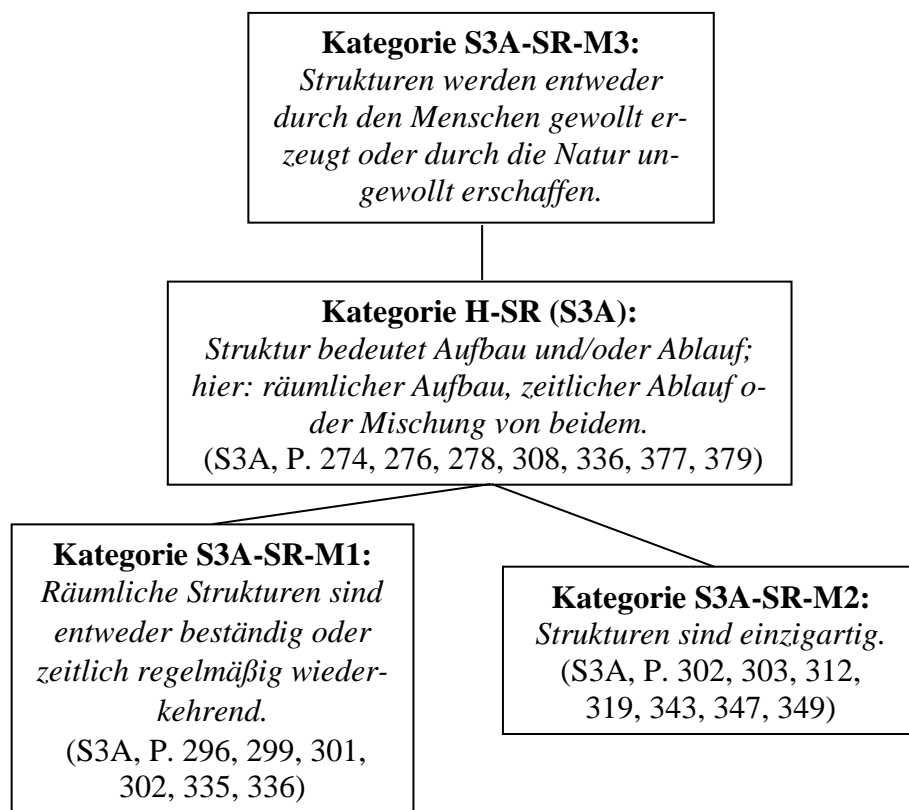 Kategorie S3A-SR-M3:
Strukturen werden entweder
durch den Menschen gewollt er-
zeugt oder durch die Natur un-
gewollt erschaffen.
Kategorie H-SR (S3A):
Struktur bedeutet Aufbau und/oder Ablauf;
hier: räumlicher Aufbau, zeitlicher Ablauf o-
der Mischung von beidem.
(S3A, P. 274, 276, 278, 308, 336, 377, 379)
Kategorie S3A-SR-M1:
Räumliche Strukturen sind
entweder beständig oder
zeitlich regelmäßig wieder-
kehrend.
(S3A, P. 296, 299, 301,
302, 335, 336)
Kategorie S3A-SR-M2:
Strukturen sind einzigartig.
(S3A, P. 302, 303, 312,
319, 343, 347, 349)